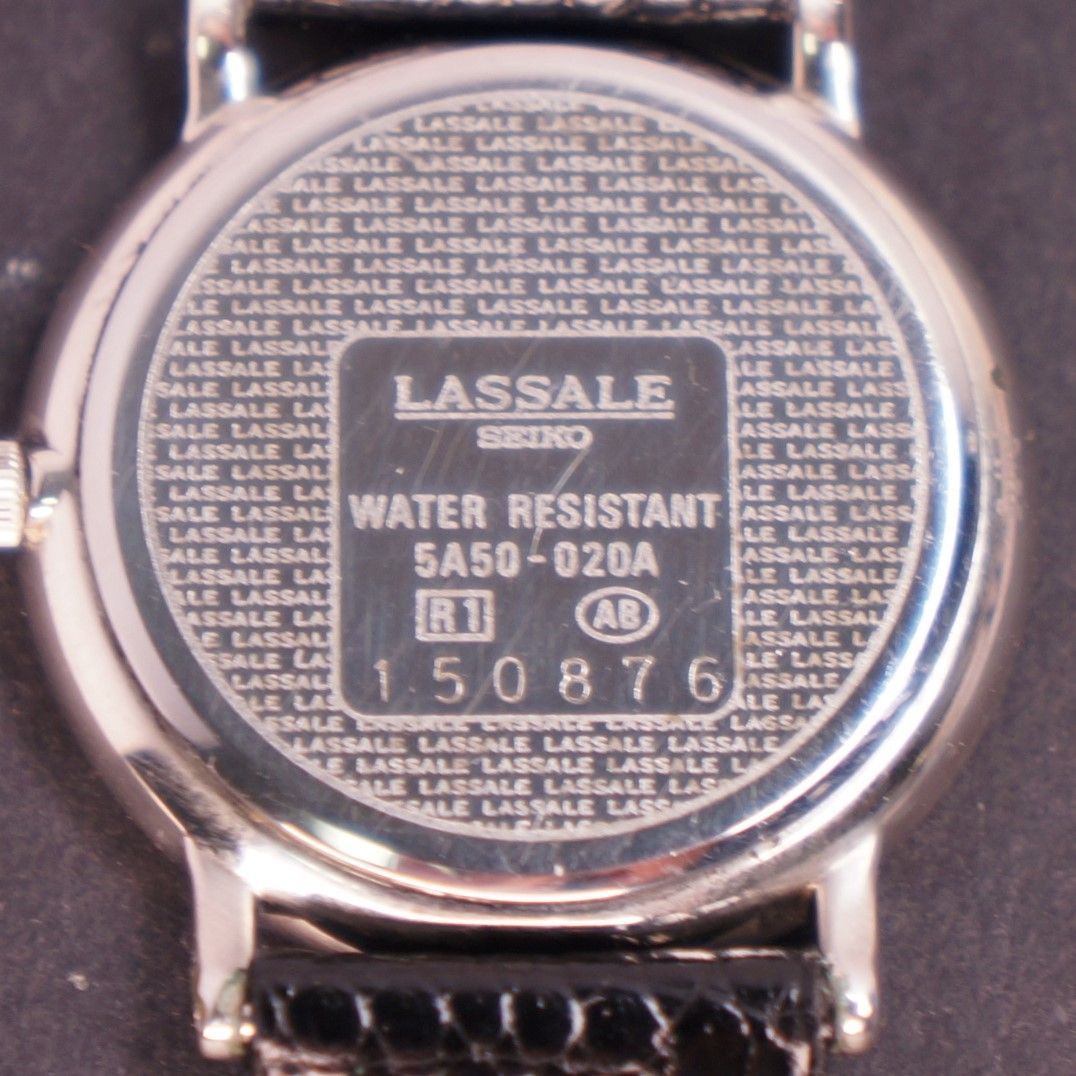 LASSALE
SEIKO
WATER RESISTANT
5A50-020A
R1 AB
150876